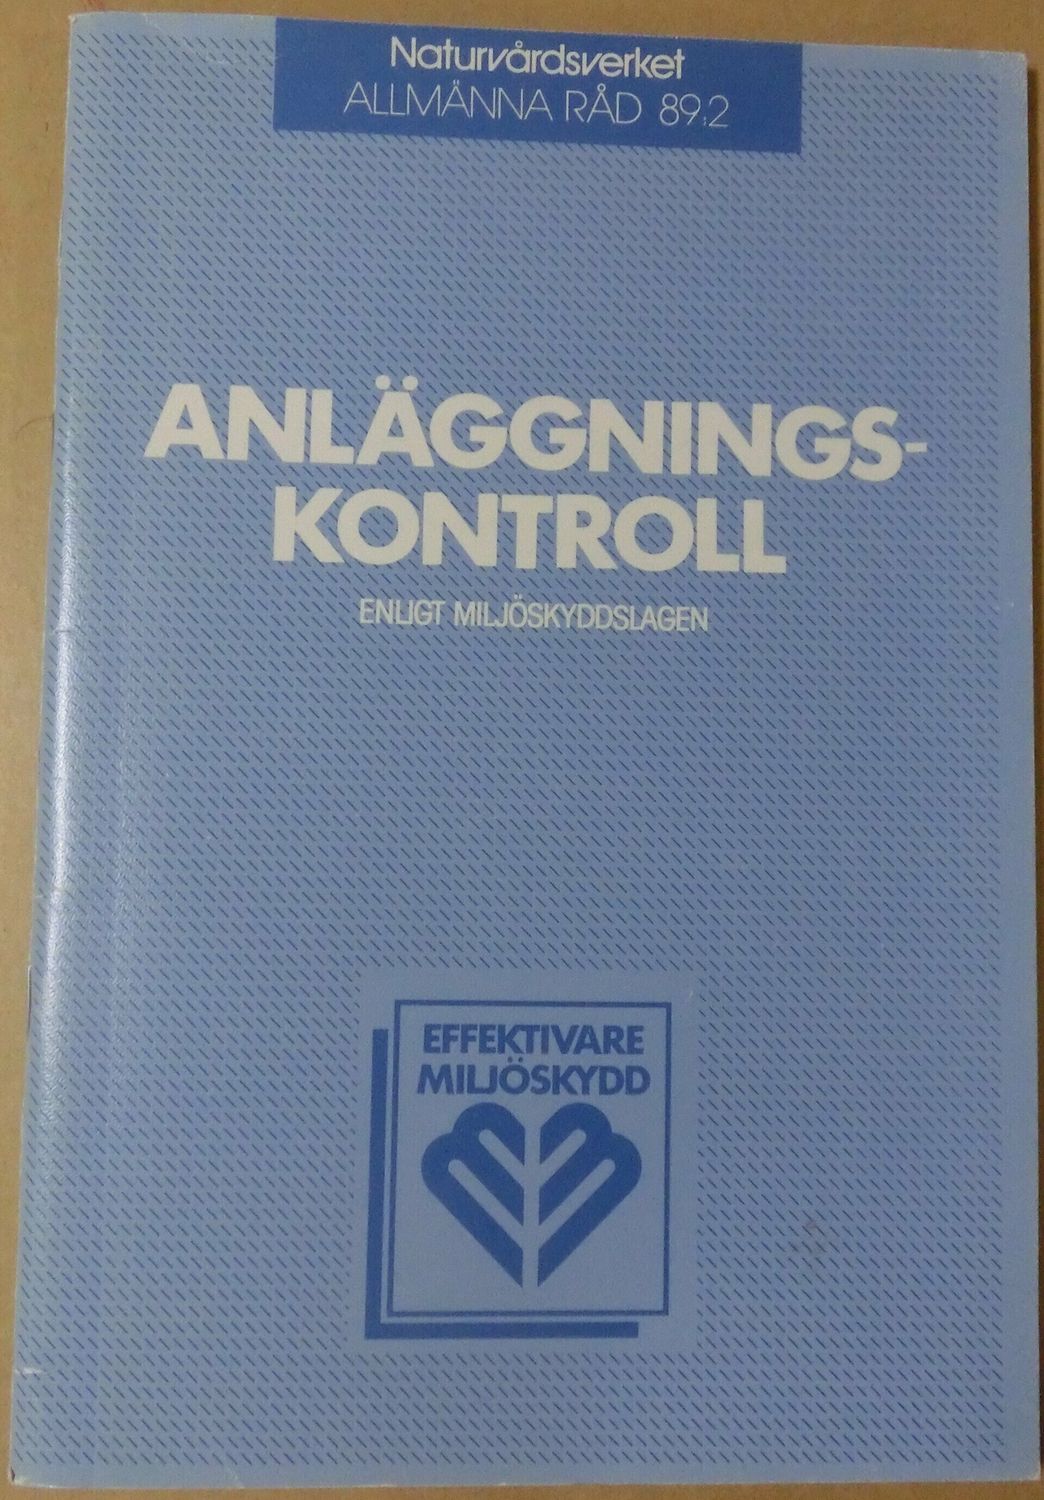 Naturvårdsverket
ALLMÄNNA RÅD 89:2
ANLÄGGNINGS-
KONTROLL
ENLIGT MILJÖSKYDDSLAGEN
EFFEKTIVARE
MILJÖSKYDD